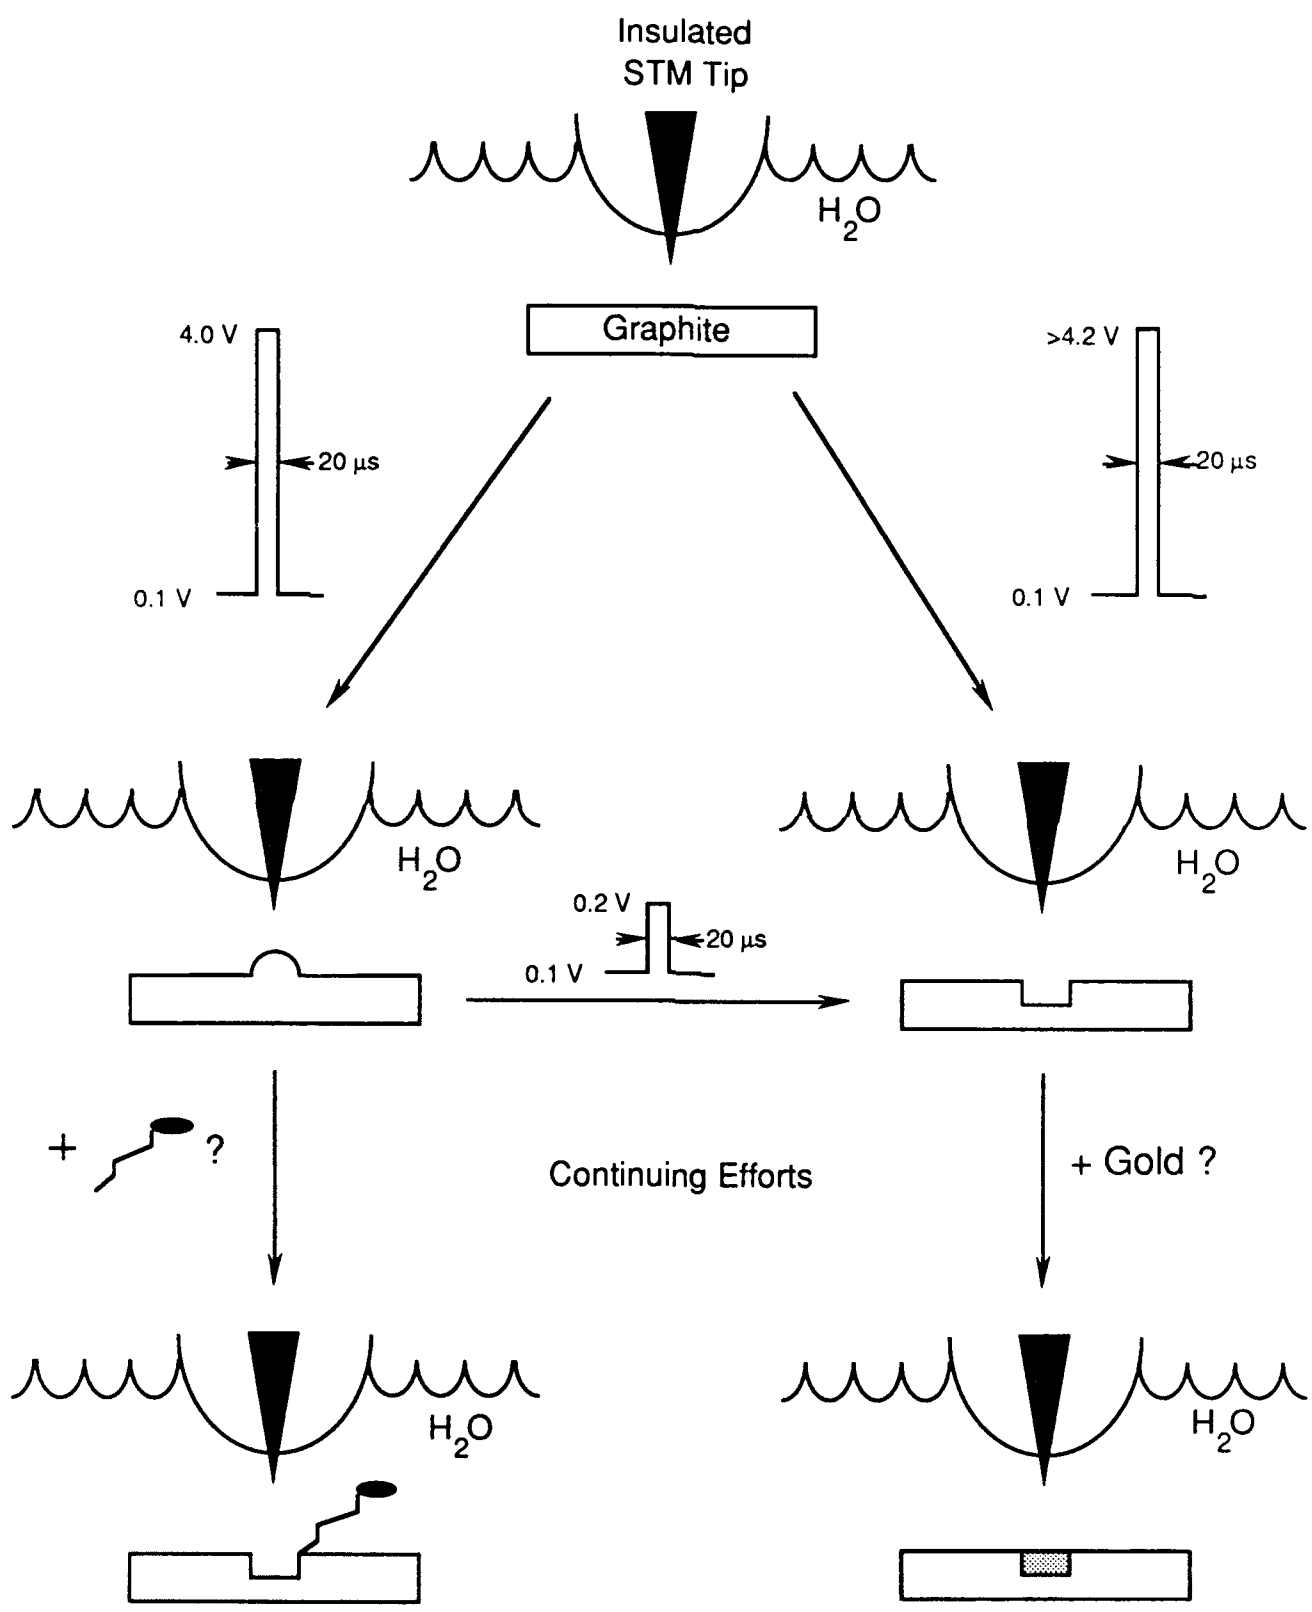 Insulated
STM Tip
H2O
Graphite
4.0 V
20 μs
0.1 V
>4.2 V
20 μs
0.1 V
H2O
H2O
0.2 V
20 μs
0.1 V
+ ?
Continuing Efforts
+ Gold ?
H2O
H2O